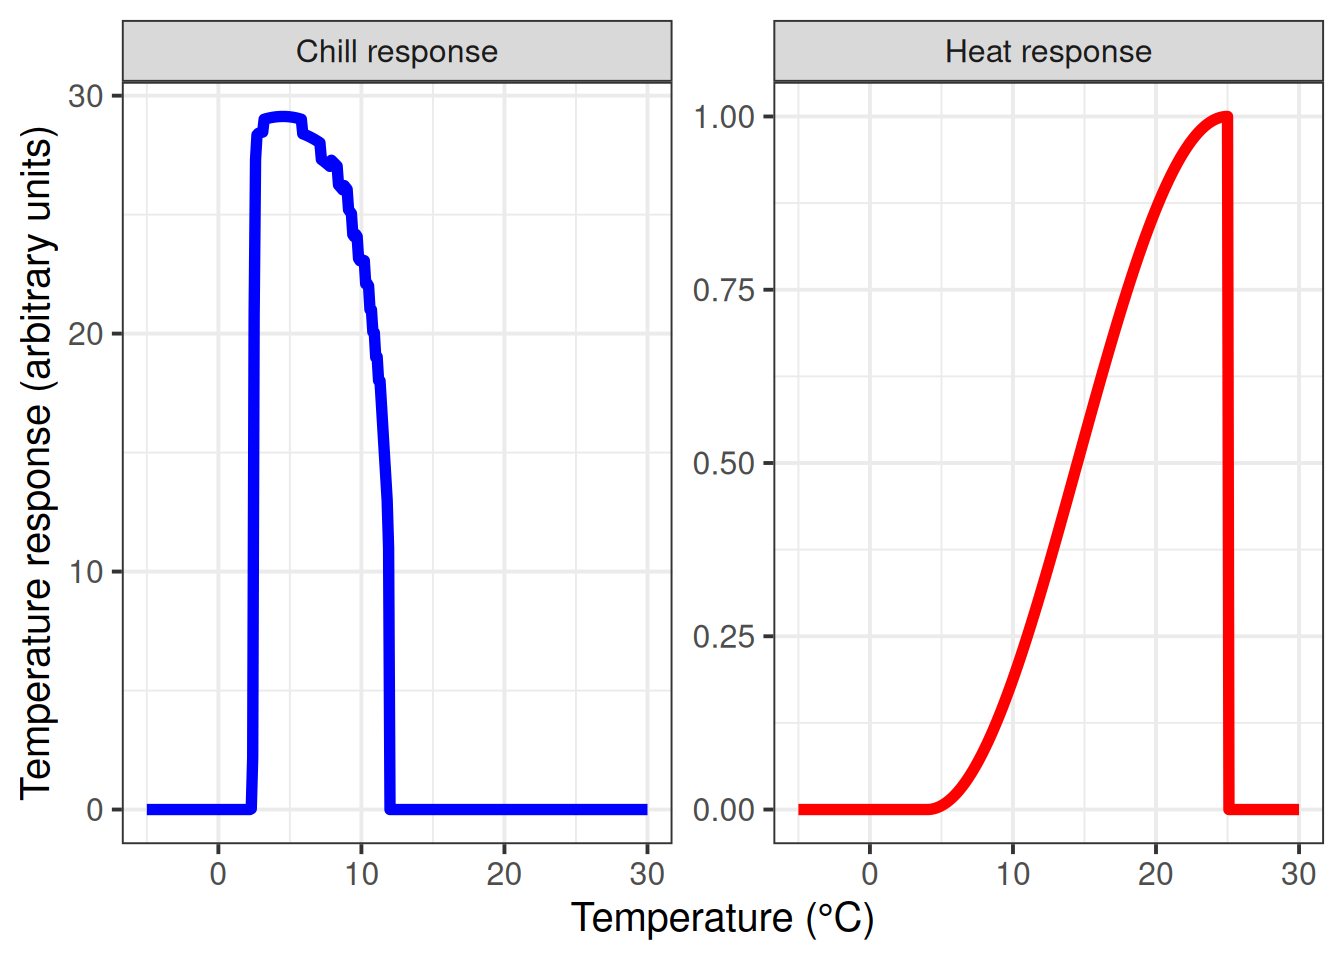 Chill response
Heat response
Temperature response (arbitrary units)
30
20
10
0
1.00
0.75
0.50
0.25
0.00
0 10 20 30
0 10 20 30
Temperature (°C)